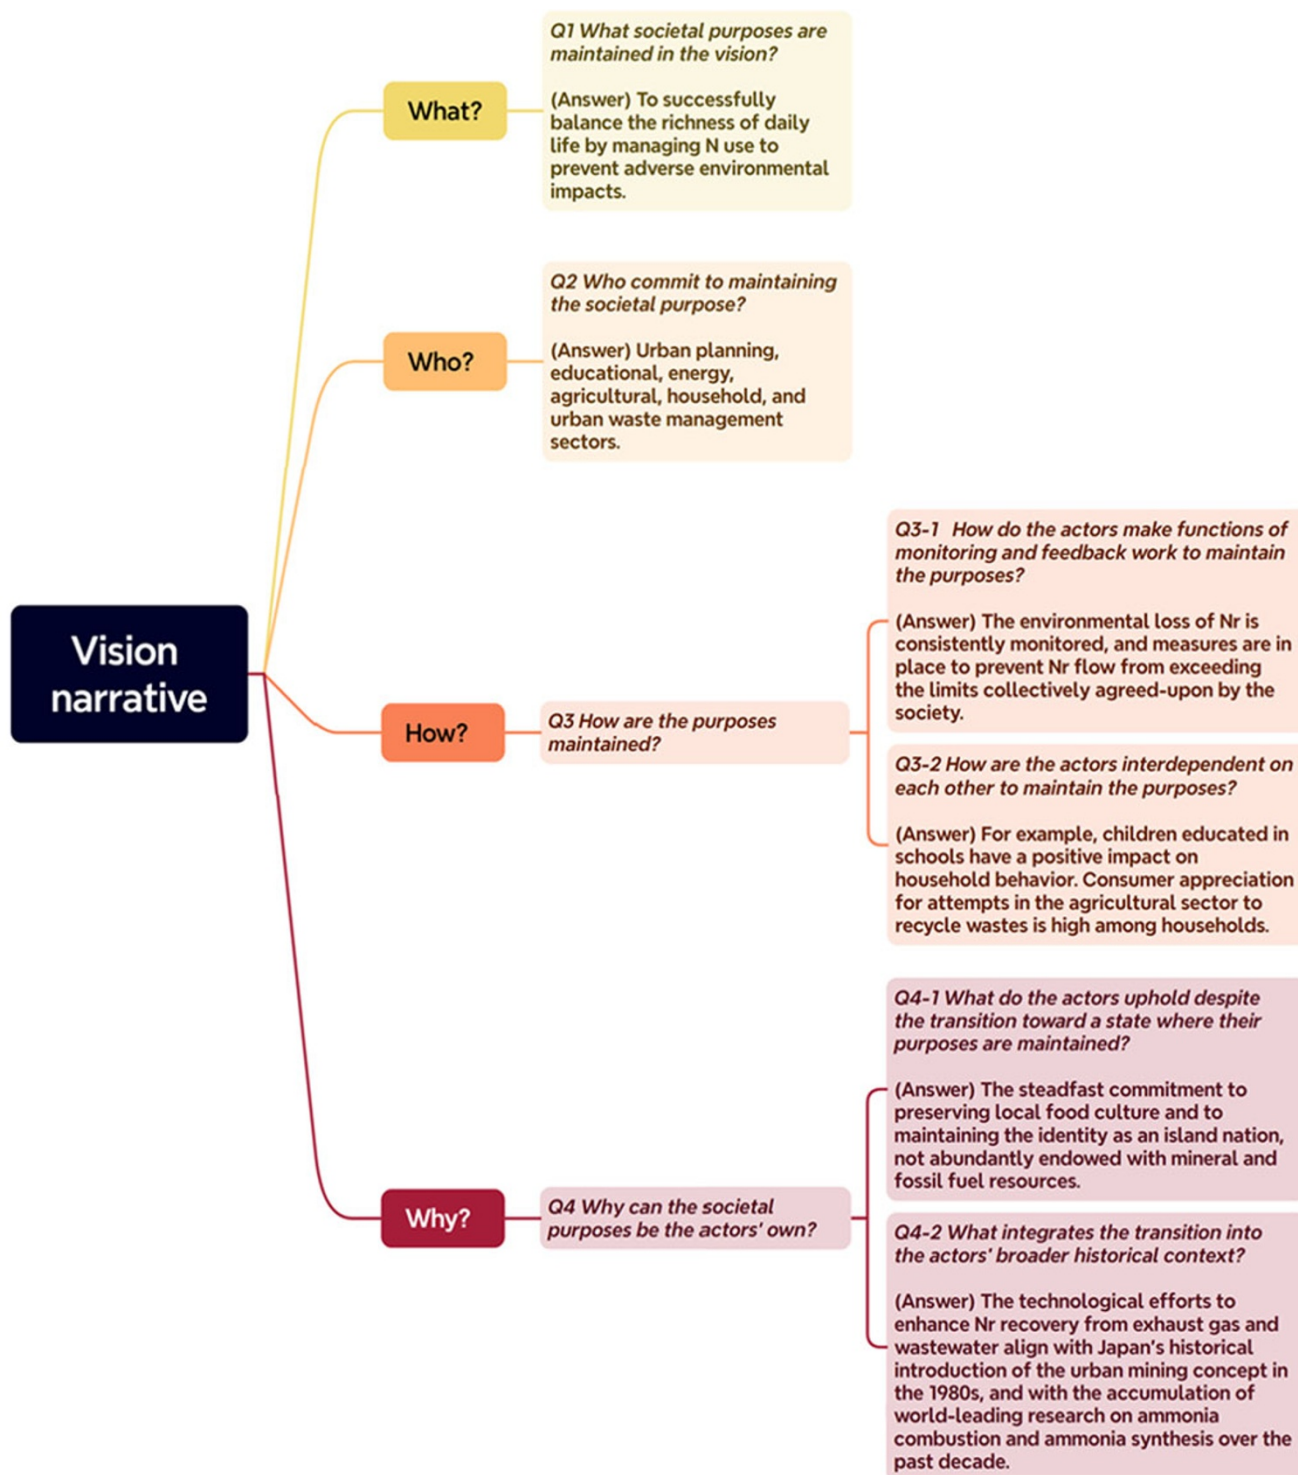 Vision
narrative
What?
Q1 What societal purposes are
maintained in the vision?
(Answer) To successfully
balance the richness of daily
life by managing N use to
prevent adverse environmental
impacts.
Who?
Q2 Who commit to maintaining
the societal purpose?
(Answer) Urban planning,
educational, energy,
agricultural, household, and
urban waste management
sectors.
How?
Q3 How are the purposes
maintained?
Q3-1 How do the actors make functions of
monitoring and feedback work to maintain
the purposes?
(Answer) The environmental loss of Nr is
consistently monitored, and measures are in
place to prevent Nr flow from exceeding
the limits collectively agreed-upon by the
society.
Q3-2 How are the actors interdependent on
each other to maintain the purposes?
(Answer) For example, children educated in
schools have a positive impact on
household behavior. Consumer appreciation
for attempts in the agricultural sector to
recycle wastes is high among households.
Why?
Q4 Why can the societal
purposes be the actors' own?
Q4-1 What do the actors uphold despite
the transition toward a state where their
purposes are maintained?
(Answer) The steadfast commitment to
preserving local food culture and to
maintaining the identity as an island nation,
not abundantly endowed with mineral and
fossil fuel resources.
Q4-2 What integrates the transition into
the actors' broader historical context?
(Answer) The technological efforts to
enhance Nr recovery from exhaust gas and
wastewater align with Japan's historical
introduction of the urban mining concept in
the 1980s, and with the accumulation of
world-leading research on ammonia
combustion and ammonia synthesis over the
past decade.